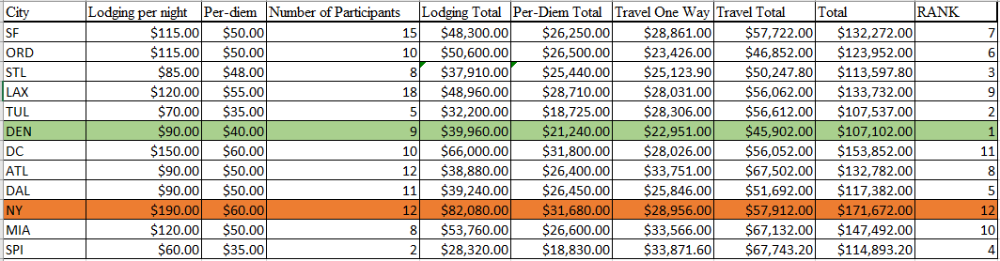 City Lodging per night Per-diem Number of Participants Lodging Total Per-Diem Total Travel One Way Travel Total Total RANK
SF $115.00 $50.00 15 $48,300.00 $26,250.00 $28,861.00 $57,722.00 $132,272.00 7
ORD $115.00 $50.00 10 $50,600.00 $26,500.00 $23,426.00 $46,852.00 $123,952.00 6
STL $85.00 $48.00 8 $37,910.00 $25,440.00 $25,123.90 $50,247.80 $113,597.80 3
LAX $120.00 $55.00 18 $48,960.00 $28,710.00 $28,031.00 $56,062.00 $133,732.00 9
TUL $70.00 $35.00 5 $32,200.00 $18,725.00 $28,306.00 $56,612.00 $107,537.00 2
DEN $90.00 $40.00 9 $39,960.00 $21,240.00 $22,951.00 $45,902.00 $107,102.00 1
DC $150.00 $60.00 10 $66,000.00 $31,800.00 $28,026.00 $56,052.00 $153,852.00 11
ATL $90.00 $50.00 12 $38,880.00 $26,400.00 $33,751.00 $67,502.00 $132,782.00 8
DAL $90.00 $50.00 11 $39,240.00 $26,450.00 $25,846.00 $51,692.00 $117,382.00 5
NY $190.00 $60.00 12 $82,080.00 $31,680.00 $28,956.00 $57,912.00 $171,672.00 12
MIA $120.00 $50.00 8 $53,760.00 $26,600.00 $33,566.00 $67,132.00 $147,492.00 10
SPI $60.00 $35.00 2 $28,320.00 $18,830.00 $33,871.60 $67,743.20 $114,893.20 4